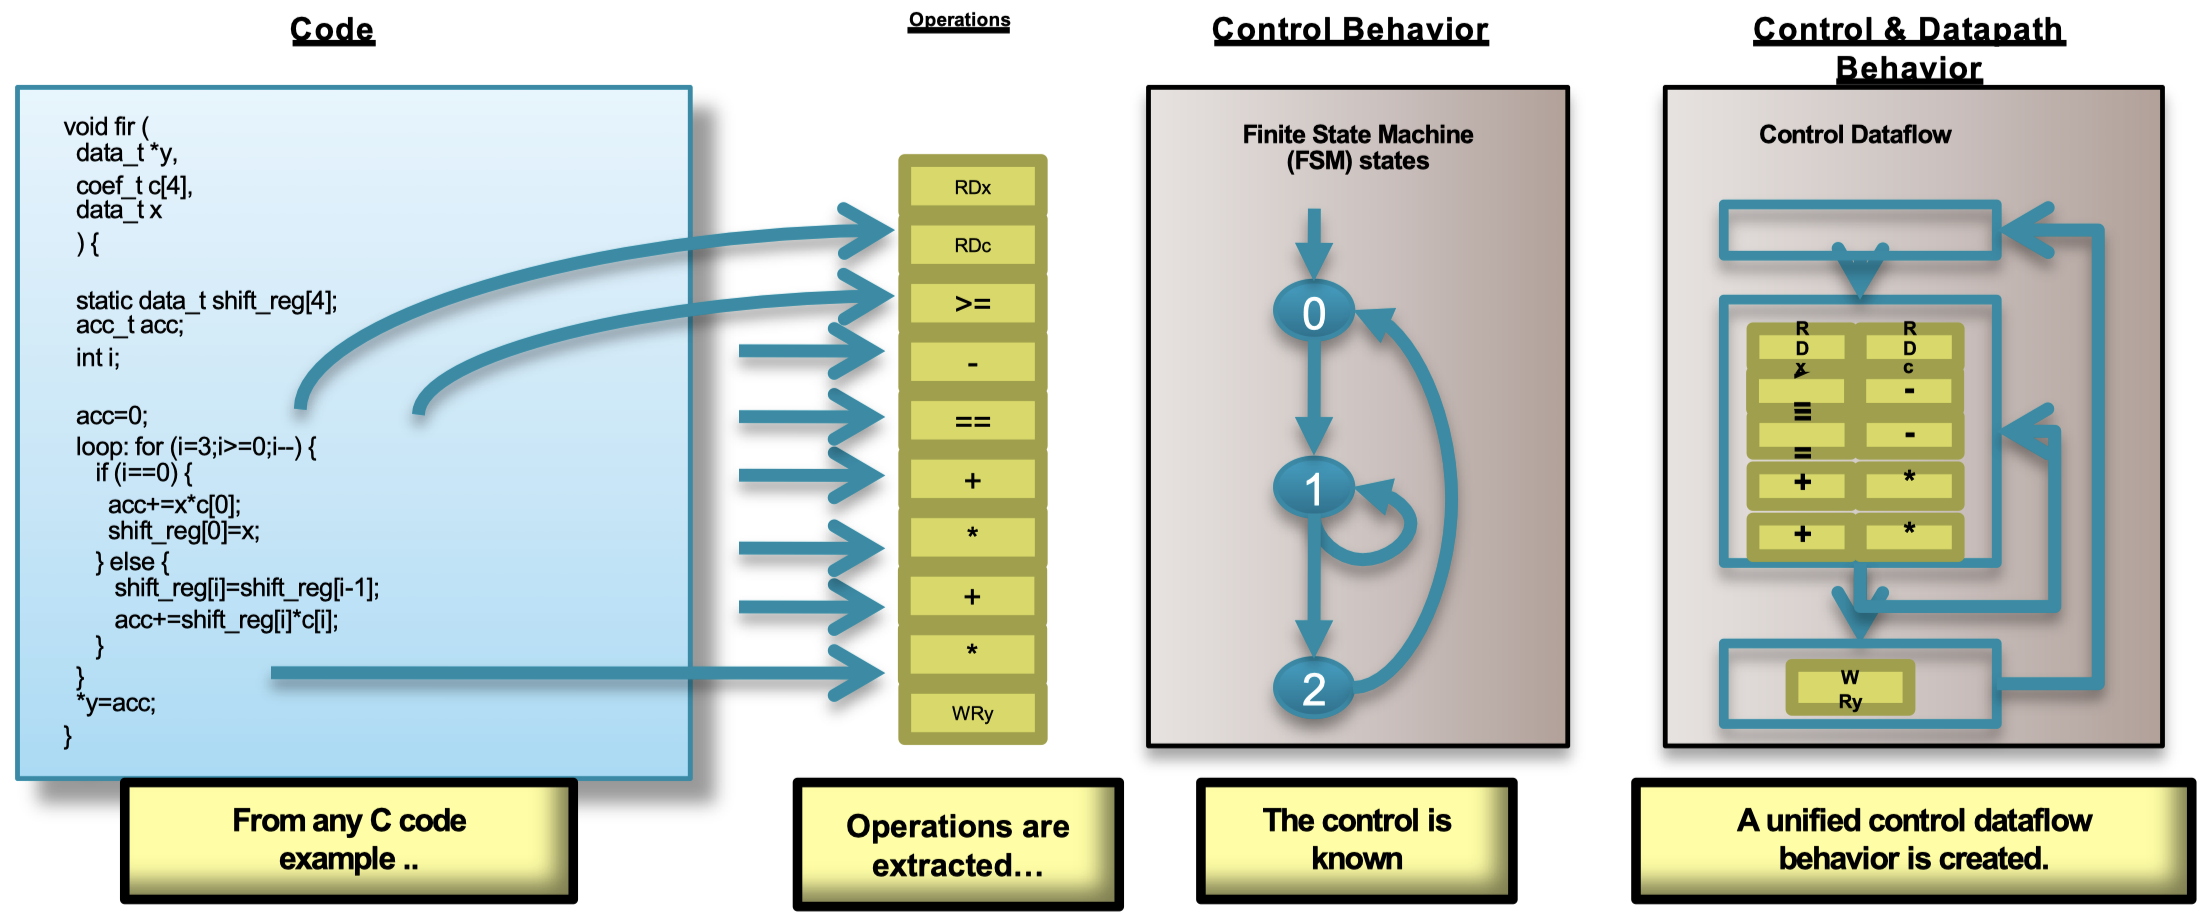 Code
void fir (
data_t *y,
coef_t c[4],
data_t x
) {
static data_t shift_reg[4];
acc_t acc;
int i;
acc=0;
loop: for (i=3;i>=0;i--) {
if (i==0) {
acc+=x*c[0];
shift_reg[0]=x;
} else {
shift_reg[i]=shift_reg[i-1];
acc+=shift_reg[i]*c[i];
}
}
*y=acc;
}
From any C code
example ..
Operations
RDx
RDc
>=
-
==
+
*
+
*
WRy
Operations are
extracted…
Control Behavior
Finite State Machine
(FSM) states
0
1
2
The control is
known
Control & Datapath
Behavior
Control Dataflow
R
D
x
R
D
c
>
=
-
=
=
-
+
*
+
*
W
Ry
A unified control dataflow
behavior is created.